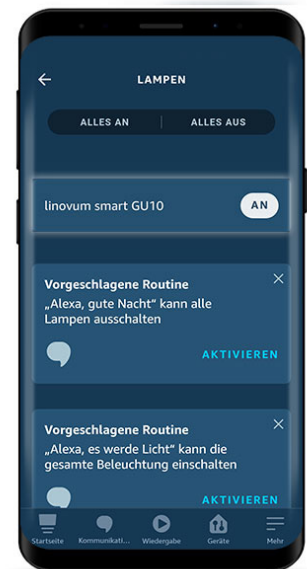 LAMPEN
ALLES AN
ALLES AUS
linovum smart GU10
AN
Vorgeschlagene Routine
„Alexa, gute Nacht“ kann alle
Lampen ausschalten
AKTIVIEREN
Vorgeschlagene Routine
„Alexa, es werde Licht“ kann die
gesamte Beleuchtung einschalten
AKTIVIEREN
Startseite
Kommunikati...
Wiedergabe
Geräte
Mehr